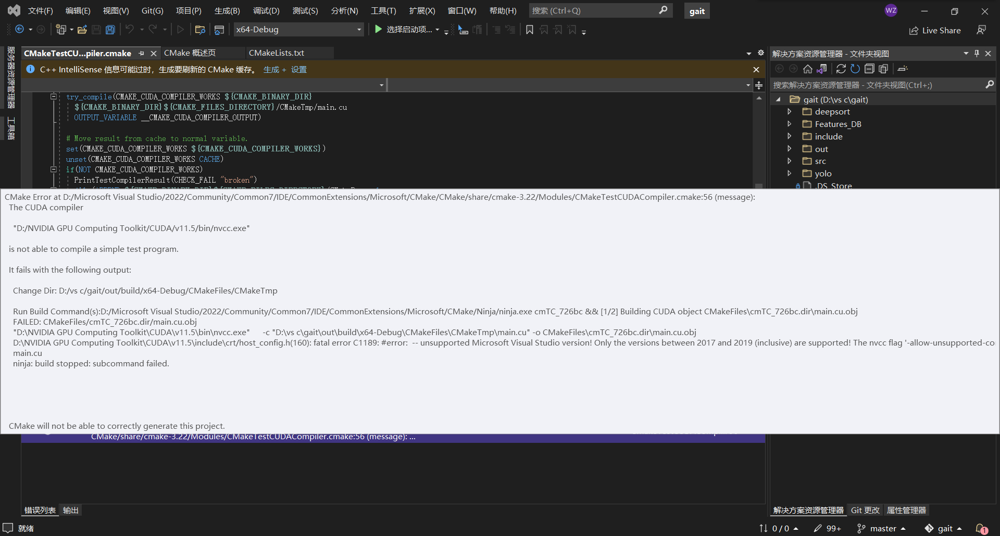 文件(F) 编辑(E) 视图(V) Git(G) 项目(P) 生成(B) 调试(D) 测试(S) 分析(N) 工具(T) 扩展(X) 窗口(W) 帮助(H) 搜索 (Ctrl+Q) gait WZ
x64-Debug 选择启动项... Live Share
服务器资源管理器
工具箱
CMakeTestCU...piler.cmake CMake 概述页 CMakeLists.txt
C++ IntelliSense 信息可能过时，生成要刷新的 CMake 缓存。 生成 + 设置
try_compile(CMAKE_CUDA_COMPILER_WORKS ${CMAKE_BINARY_DIR}
${CMAKE_BINARY_DIR}${CMAKE_FILES_DIRECTORY}/CMakeTmp/main.cu
OUTPUT_VARIABLE __CMAKE_CUDA_COMPILER_OUTPUT)
# Move result from cache to normal variable.
set(CMAKE_CUDA_COMPILER_WORKS ${CMAKE_CUDA_COMPILER_WORKS})
unset(CMAKE_CUDA_COMPILER_WORKS CACHE)
if(NOT CMAKE_CUDA_COMPILER_WORKS)
PrintTestCompilerResult(CHECK_FAIL "broken")
解决方案资源管理器 - 文件夹视图
搜索解决方案资源管理器 - 文件夹视图(Ctrl+;)
gait (D:\vs c\gait)
deepsort
Features_DB
include
out
src
yolo
.DS_Store
CMake Error at D:/Microsoft Visual Studio/2022/Community/Common7/IDE/CommonExtensions/Microsoft/CMake/CMake/share/cmake-3.22/Modules/CMakeTestCUDACompiler.cmake:56 (message):
The CUDA compiler
"D:/NVIDIA GPU Computing Toolkit/CUDA/v11.5/bin/nvcc.exe"
is not able to compile a simple test program.
It fails with the following output:
Change Dir: D:/vs c/gait/out/build/x64-Debug/CMakeFiles/CMakeTmp
Run Build Command(s):D:/Microsoft Visual Studio/2022/Community/Common7/IDE/CommonExtensions/Microsoft/CMake/Ninja/ninja.exe cmTC_726bc && [1/2] Building CUDA object CMakeFiles\cmTC_726bc.dir\main.cu.obj
FAILED: CMakeFiles/cmTC_726bc.dir/main.cu.obj
"D:\NVIDIA GPU Computing Toolkit\CUDA\v11.5\bin\nvcc.exe" -c "D:\vs c\gait\out\build\x64-Debug\CMakeFiles\CMakeTmp\main.cu" -o CMakeFiles\cmTC_726bc.dir\main.cu.obj
D:\NVIDIA GPU Computing Toolkit\CUDA\v11.5\include\crt/host_config.h(160): fatal error C1189: #error: -- unsupported Microsoft Visual Studio version! Only the versions between 2017 and 2019 (inclusive) are supported! The nvcc flag '-allow-unsupported-co
main.cu
ninja: build stopped: subcommand failed.
CMake will not be able to correctly generate this project.
CMake/share/cmake-3.22/Modules/CMakeTestCUDACompiler.cmake:56 (message): ...
错误列表 输出
解决方案资源管理器 Git 更改 属性管理器
就绪 0 / 0 99+ master gait 1